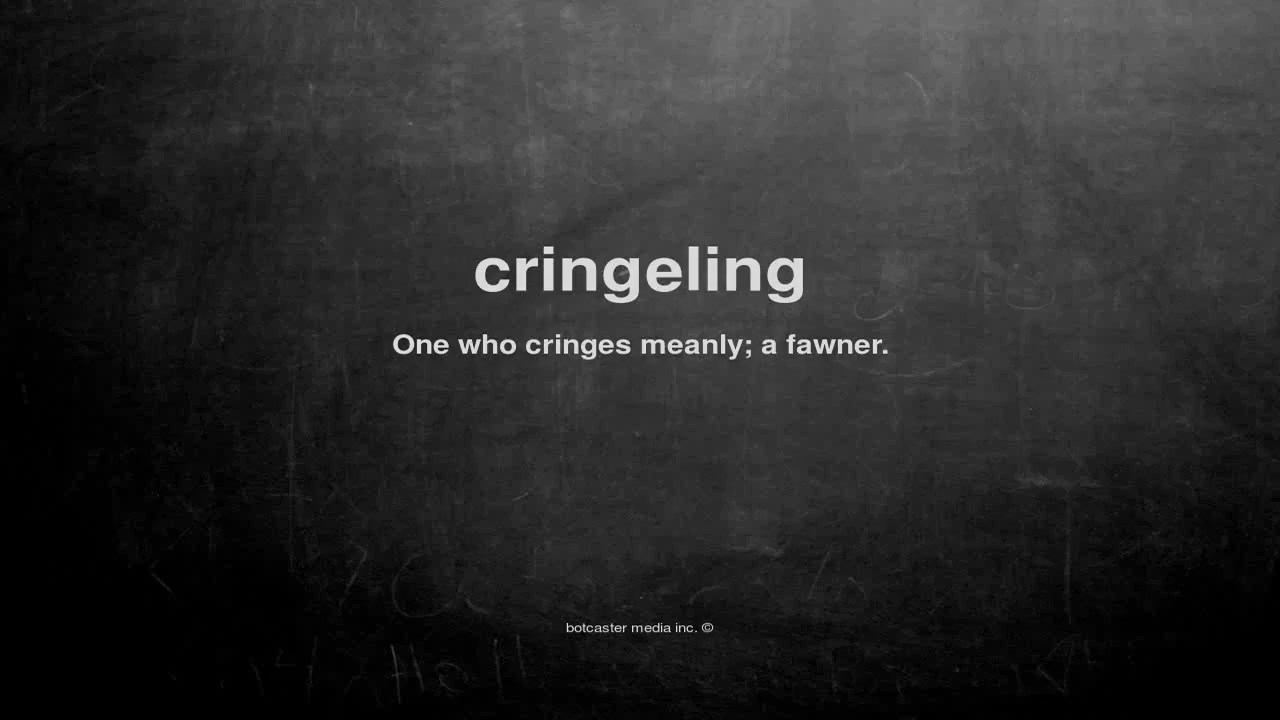 cringeling
One who cringes meanly; a fawner.
botcaster media inc. ©